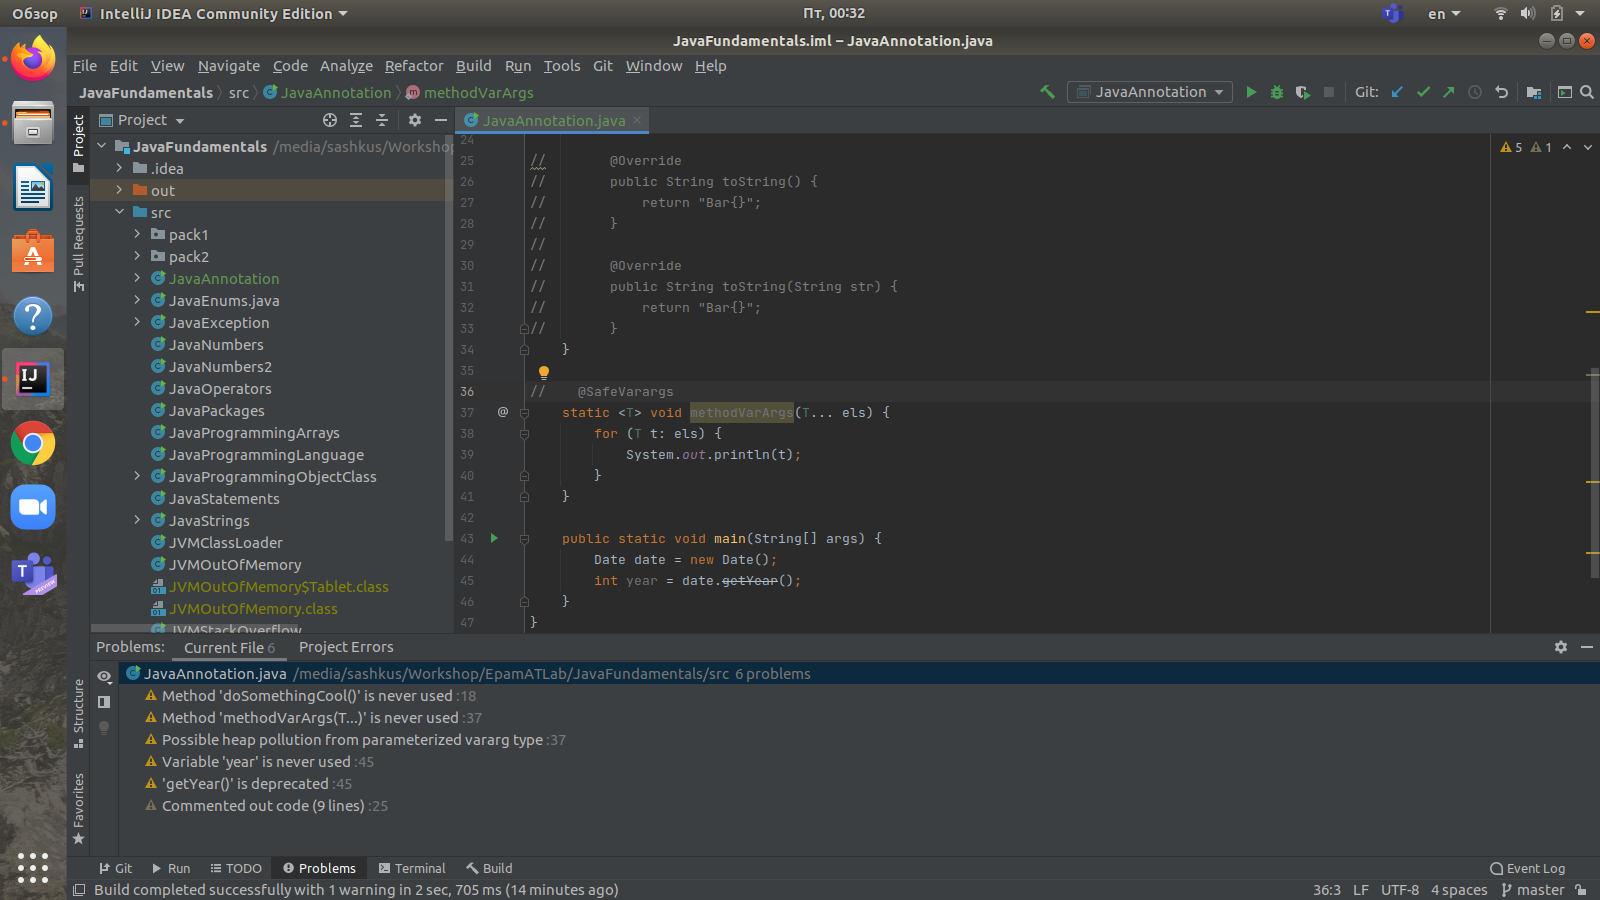 Обзор IntelliJ IDEA Community Edition Пт, 00:32 en
JavaFundamentals.iml – JavaAnnotation.java
File Edit View Navigate Code Analyze Refactor Build Run Tools Git Window Help
JavaFundamentals src JavaAnnotation methodVarArgs JavaAnnotation Git:
Project
JavaAnnotation.java
Project
Pull Requests
Structure
Favorites
JavaFundamentals /media/sashkus/Workshop
.idea
out
src
pack1
pack2
JavaAnnotation
JavaEnums.java
JavaException
JavaNumbers
JavaNumbers2
JavaOperators
JavaPackages
JavaProgrammingArrays
JavaProgrammingLanguage
JavaProgrammingObjectClass
JavaStatements
JavaStrings
JVMClassLoader
JVMOutOfMemory
JVMOutOfMemory$Tablet.class
JVMOutOfMemory.class
JVMStackOverflow
5 1
24
25 // @Override
26 // public String toString() {
27 // return "Bar{}";
28 // }
29 //
30 // @Override
31 // public String toString(String str) {
32 // return "Bar{}";
33 // }
34 }
35
36 // @SafeVarargs
37 @ static <T> void methodVarArgs(T... els) {
38 for (T t: els) {
39 System.out.println(t);
40 }
41 }
42
43 public static void main(String[] args) {
44 Date date = new Date();
45 int year = date.getYear();
46 }
47 }
Problems: Current File 6 Project Errors
JavaAnnotation.java /media/sashkus/Workshop/EpamATLab/JavaFundamentals/src 6 problems
Method 'doSomethingCool()' is never used :18
Method 'methodVarArgs(T...)' is never used :37
Possible heap pollution from parameterized vararg type :37
Variable 'year' is never used :45
'getYear()' is deprecated :45
Commented out code (9 lines) :25
Git Run TODO Problems Terminal Build Event Log
Build completed successfully with 1 warning in 2 sec, 705 ms (14 minutes ago) 36:3 LF UTF-8 4 spaces master